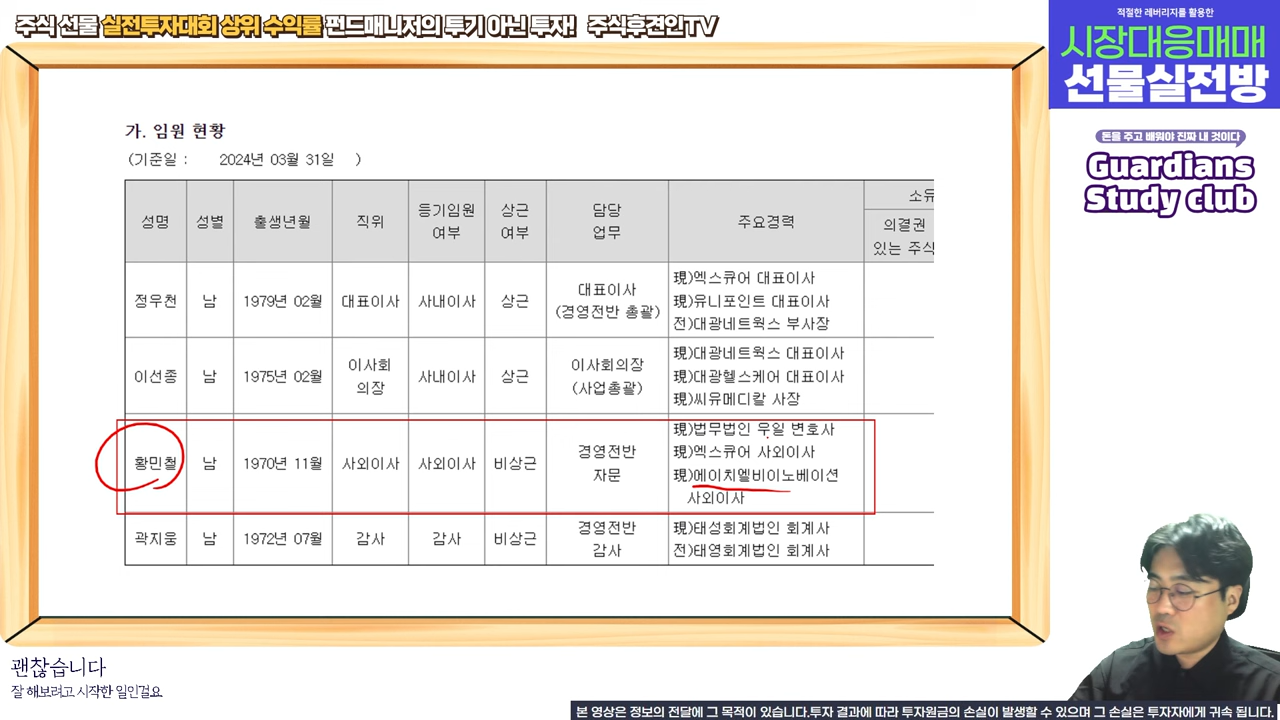 주식 선물 실전투자대회 상위 수익률 펀드매니저의 투기 아닌 투자! 주식후견인TV
적절한 레버리지를 활용한
시장대응매매
선물실전방
돈을 주고 배워야 진짜 내 것이다
Guardians
Study club
가. 임원 현황
(기준일 : 2024년 03월 31일 )
성명 성별 출생년월 직위 등기임원 여부 상근 여부 담당 업무 주요경력 소유
의결권
있는 주식
정우천 남 1979년 02월 대표이사 사내이사 상근 대표이사
(경영전반 총괄)
現)엑스큐어 대표이사
現)유니포인트 대표이사
전)대광네트웍스 부사장
이선종 남 1975년 02월 이사회
의장
사내이사 상근 이사회의장
(사업총괄)
現)대광네트웍스 대표이사
現)대광헬스케어 대표이사
現)씨유메디칼 사장
황민철 남 1970년 11월 사외이사 사외이사 비상근 경영전반
자문
現)법무법인 우일 변호사
現)엑스큐어 사외이사
現)에이치엘비이노베이션
사외이사
곽지웅 남 1972년 07월 감사 감사 비상근 경영전반
감사
現)태성회계법인 회계사
전)태영회계법인 회계사
괜찮습니다
잘 해보려고 시작한 일인걸요
본 영상은 정보의 전달에 그 목적이 있습니다.투자 결과에 따라 투자원금의 손실이 발생할 수 있으며 그 손실은 투자자에게 귀속 됩니다.